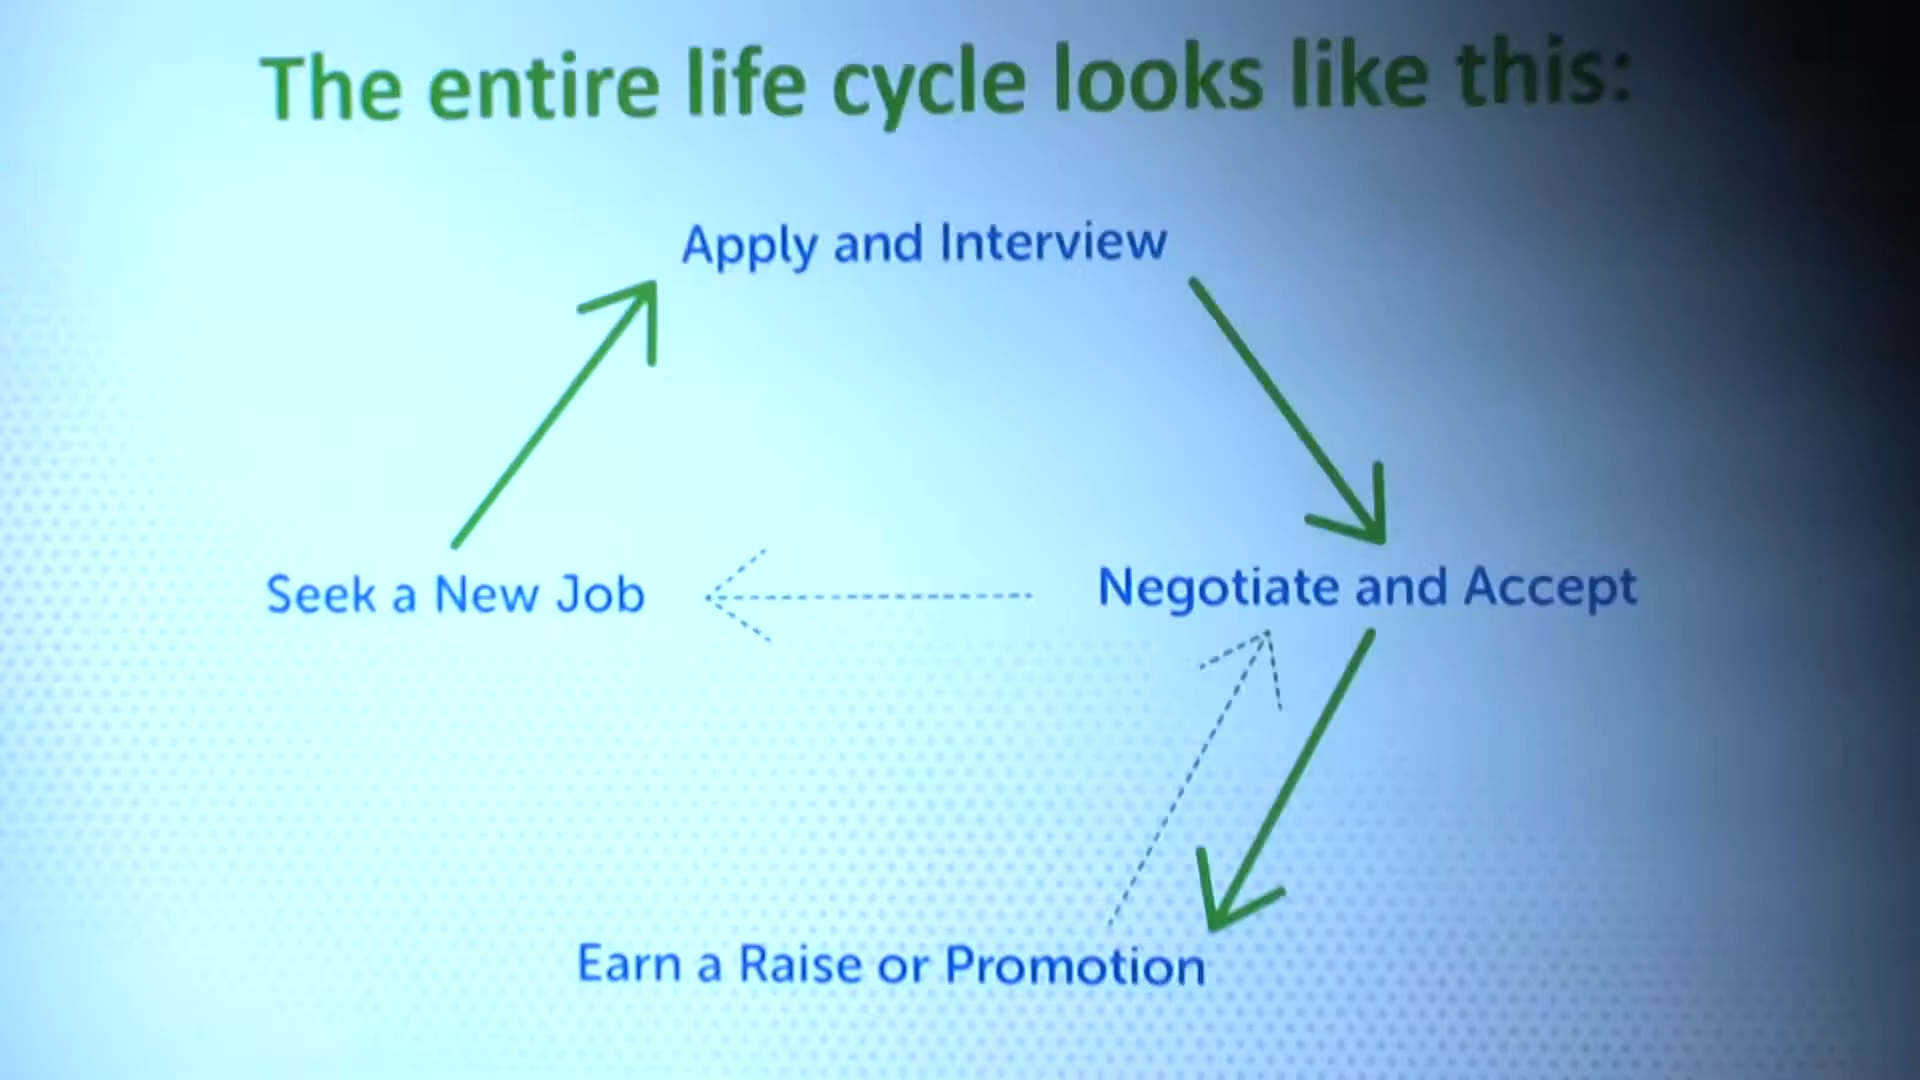 The entire life cycle looks like this:
Apply and Interview
Seek a New Job
Negotiate and Accept
Earn a Raise or Promotion